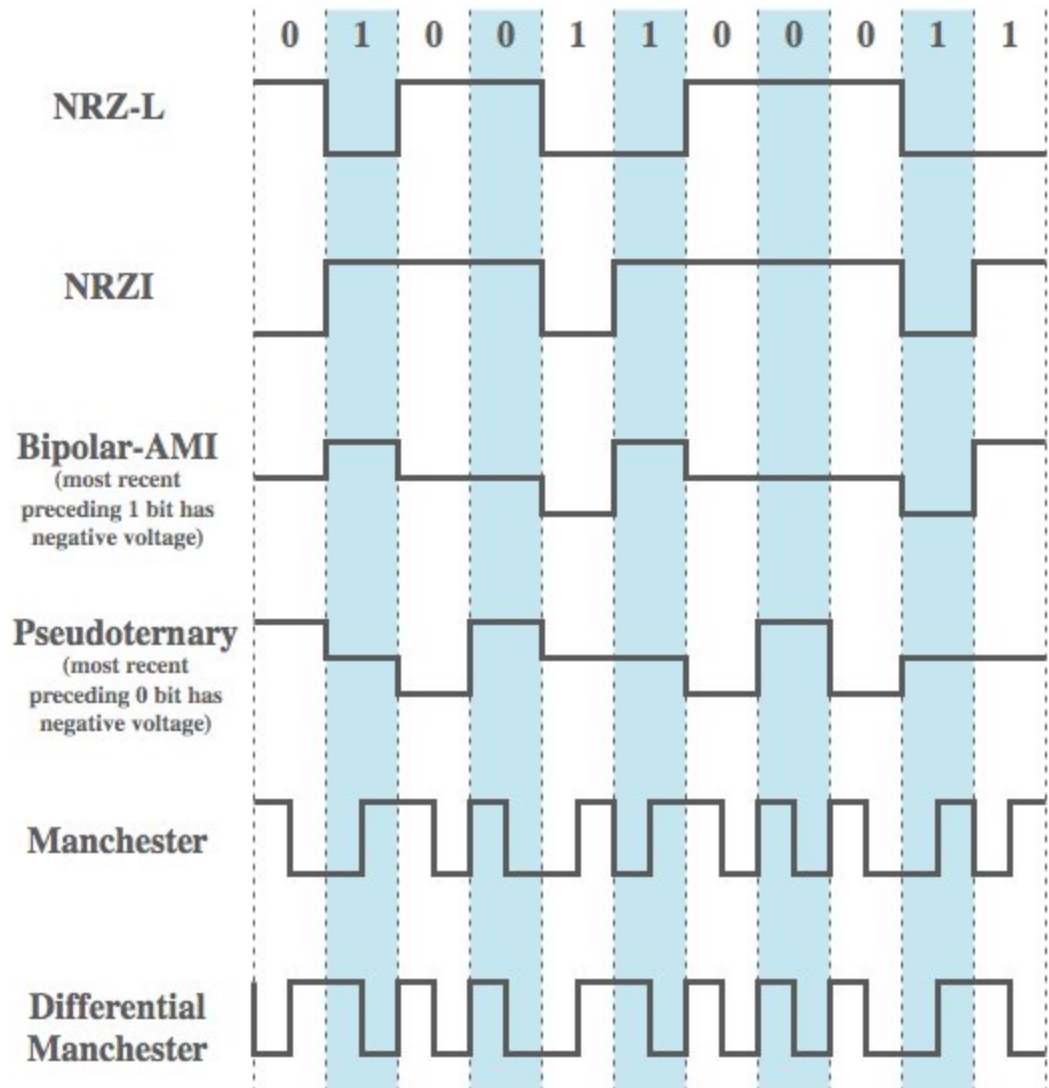 0 1 0 0 1 1 0 0 0 1 1
NRZ-L
NRZI
Bipolar-AMI
(most recent
preceding 1 bit has
negative voltage)
Pseudoternary
(most recent
preceding 0 bit has
negative voltage)
Manchester
Differential
Manchester